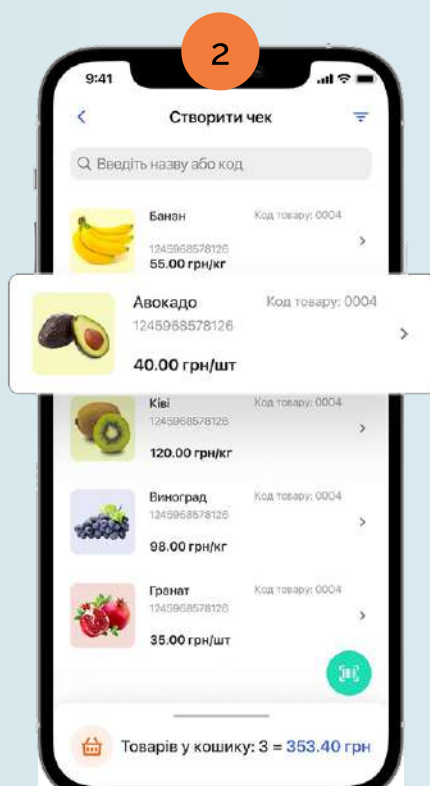 2
9:41
Створити чек
Введіть назву або код
Банан Код товару: 0004
1245968578126
55.00 грн/кг
Авокадо Код товару: 0004
1245968578126
40.00 грн/шт
Ківі Код товару: 0004
1245968578126
120.00 грн/кг
Виноград Код товару: 0004
1245968578126
98.00 грн/кг
Гранат Код товару: 0004
1245968578126
35.00 грн/шт
Товарів у кошику: 3 = 353.40 грн